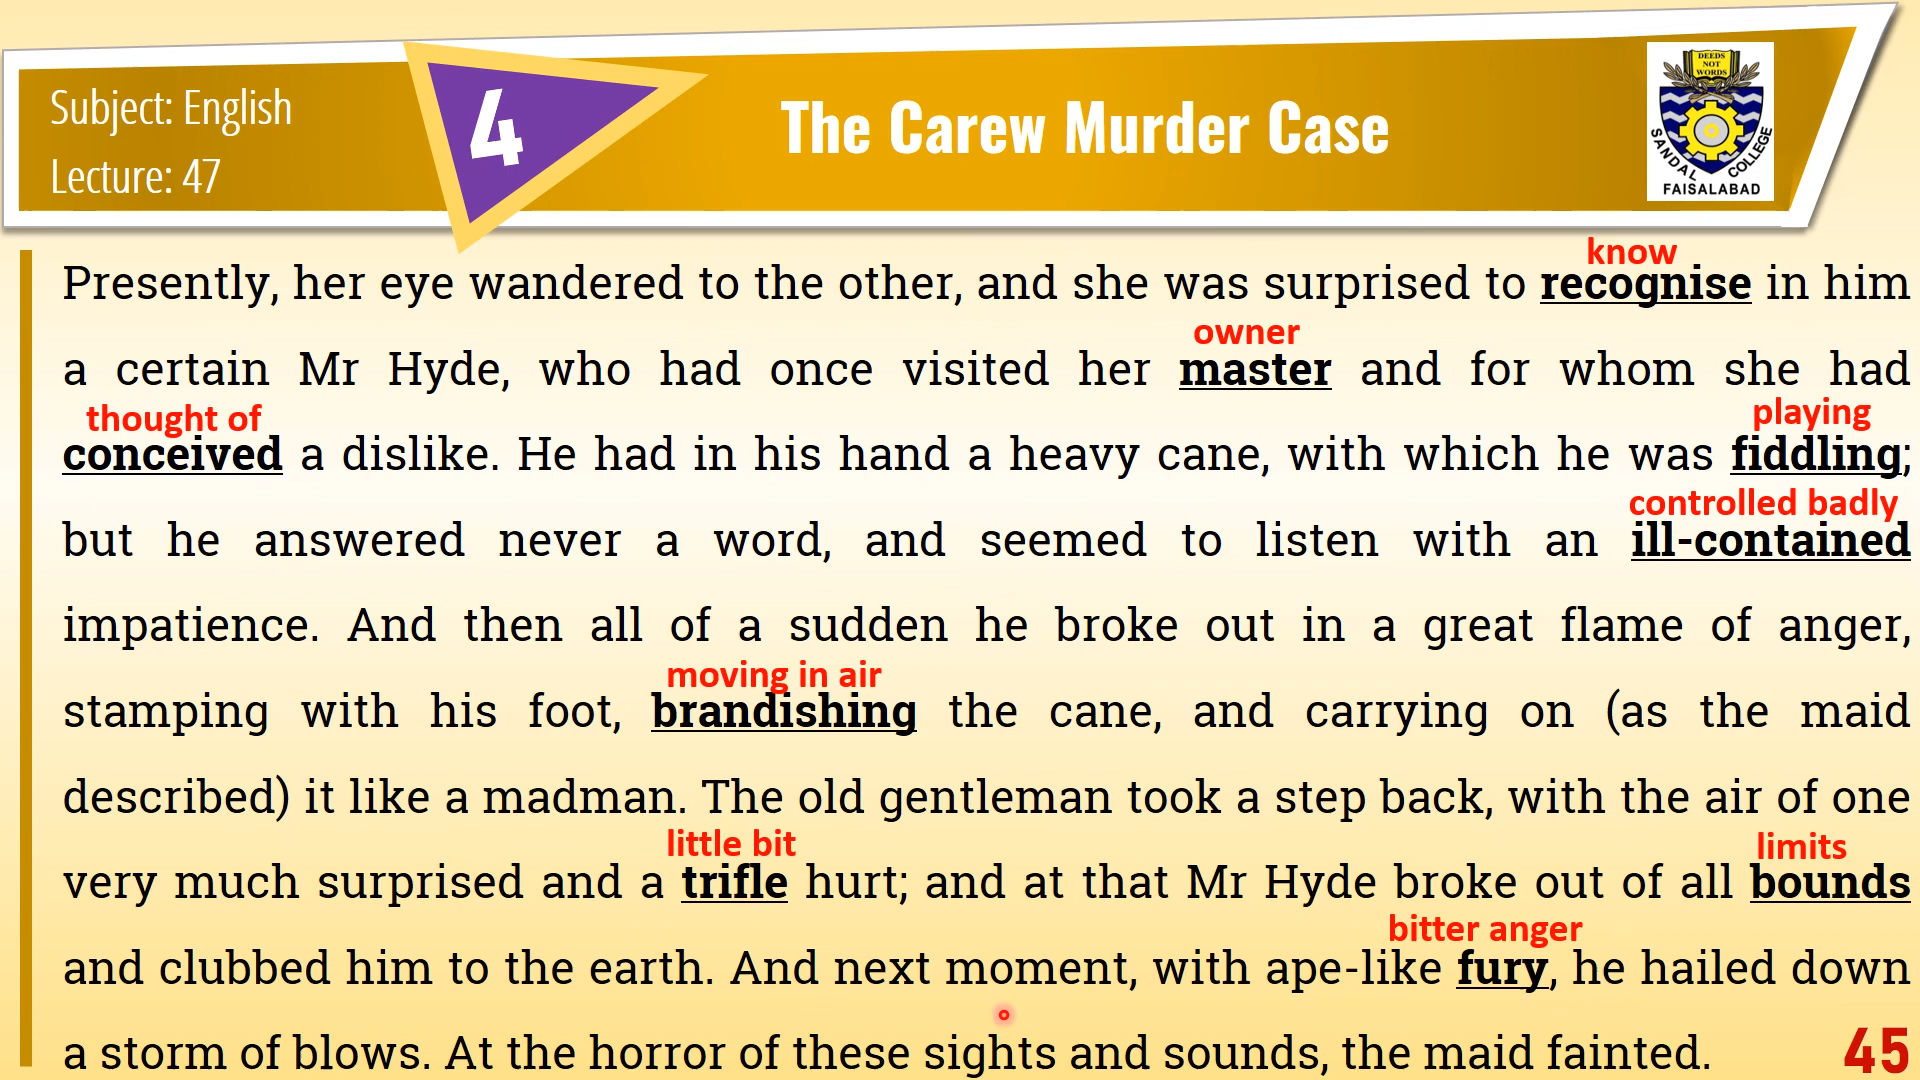 Subject: English
Lecture: 47
4
The Carew Murder Case
DEEDS
NOT
WORDS
SANDAL COLLEGE
FAISALABAD
know
Presently, her eye wandered to the other, and she was surprised to recognise in him
owner
a certain Mr Hyde, who had once visited her master and for whom she had
thought of playing
conceived a dislike. He had in his hand a heavy cane, with which he was fiddling;
controlled badly
but he answered never a word, and seemed to listen with an ill-contained
impatience. And then all of a sudden he broke out in a great flame of anger,
moving in air
stamping with his foot, brandishing the cane, and carrying on (as the maid
described) it like a madman. The old gentleman took a step back, with the air of one
little bit limits
very much surprised and a trifle hurt; and at that Mr Hyde broke out of all bounds
bitter anger
and clubbed him to the earth. And next moment, with ape-like fury, he hailed down
a storm of blows. At the horror of these sights and sounds, the maid fainted.
45